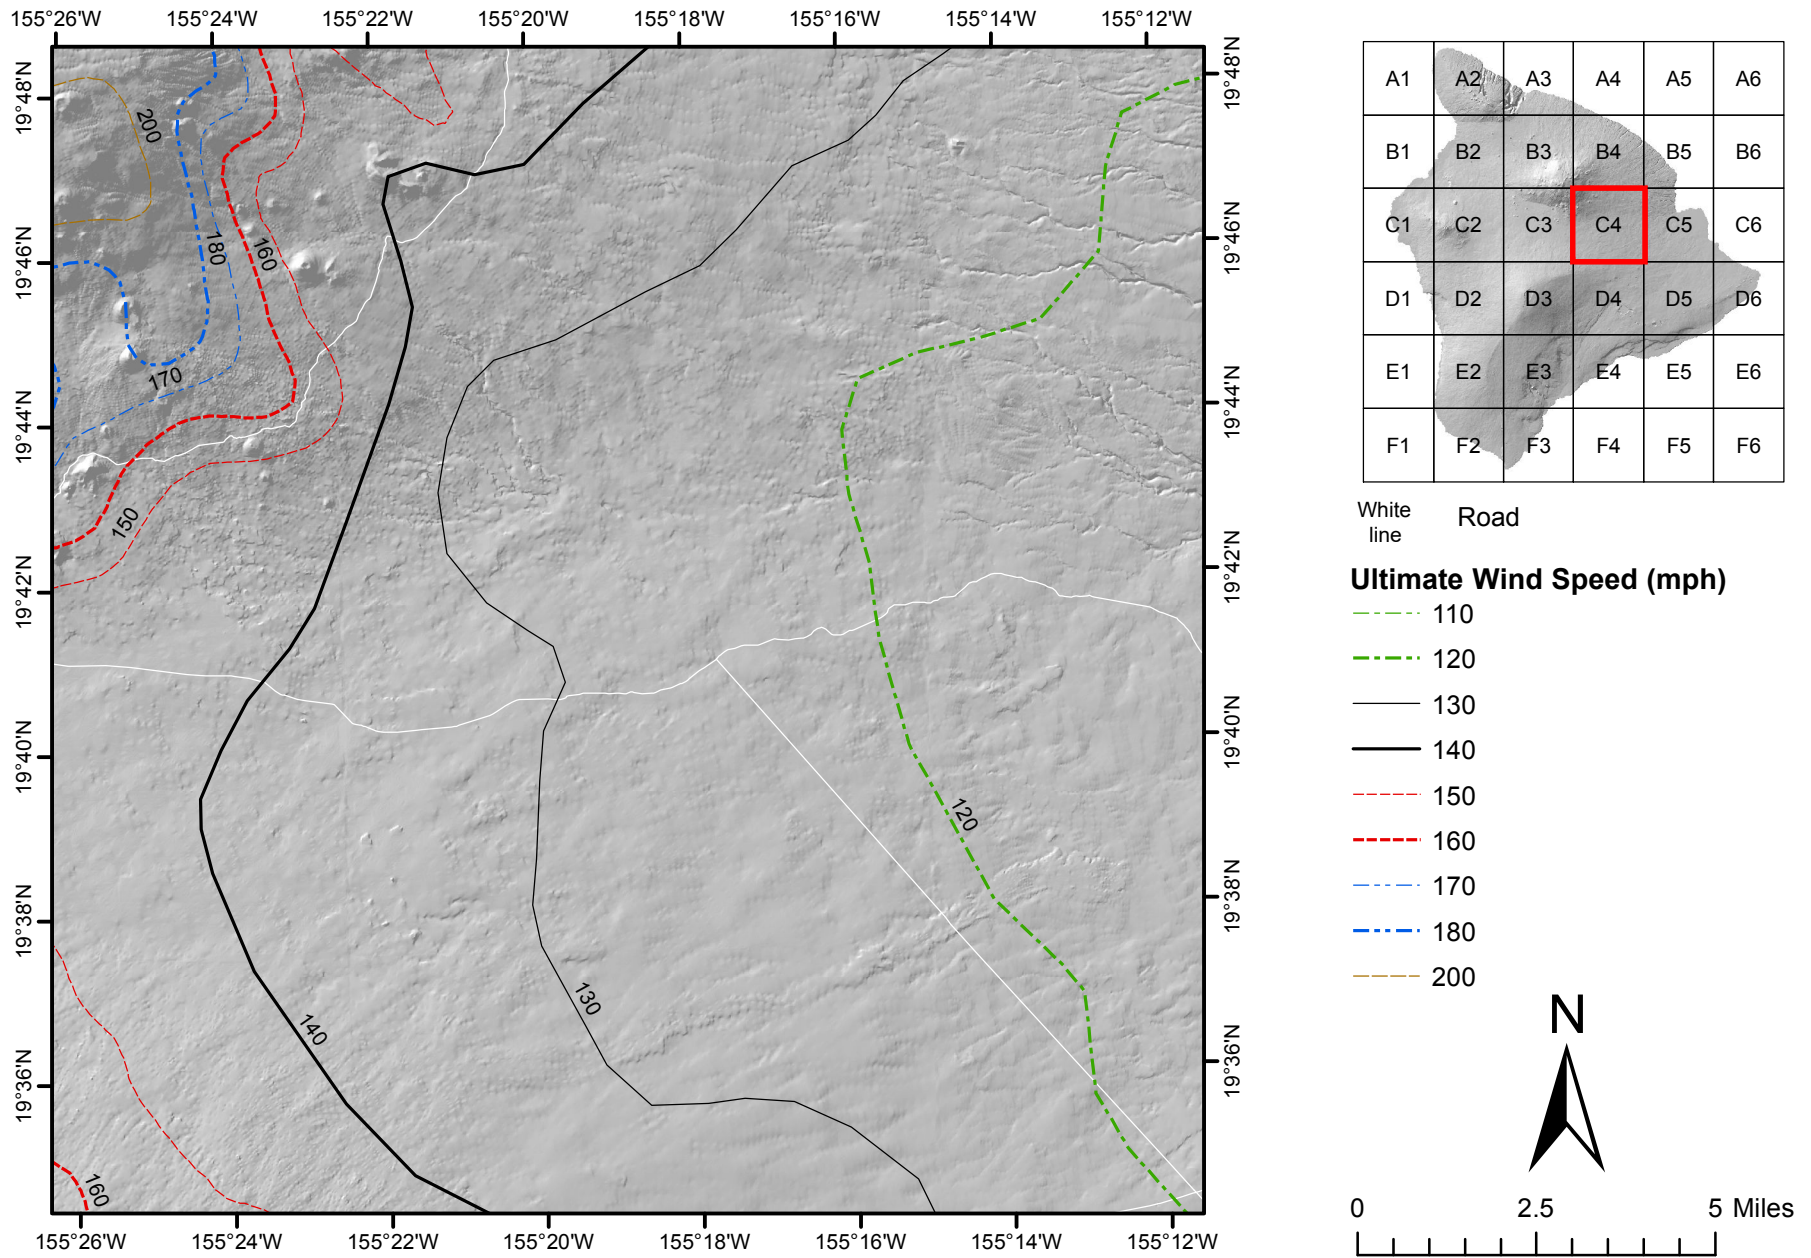 155°26'W 155°24'W 155°22'W 155°20'W 155°18'W 155°16'W 155°14'W 155°12'W
19°48'N
19°46'N
19°44'N
19°42'N
19°40'N
19°38'N
19°36'N
200
180
160
170
150
120
130
140
160
19°48'N
19°46'N
19°44'N
19°42'N
19°40'N
19°38'N
19°36'N
155°26'W 155°24'W 155°22'W 155°20'W 155°18'W 155°16'W 155°14'W 155°12'W
A1 A2 A3 A4 A5 A6
B1 B2 B3 B4 B5 B6
C1 C2 C3 C4 C5 C6
D1 D2 D3 D4 D5 D6
E1 E2 E3 E4 E5 E6
F1 F2 F3 F4 F5 F6
White
line
Road
Ultimate Wind Speed (mph)
110
120
130
140
150
160
170
180
200
N
0 2.5 5 Miles